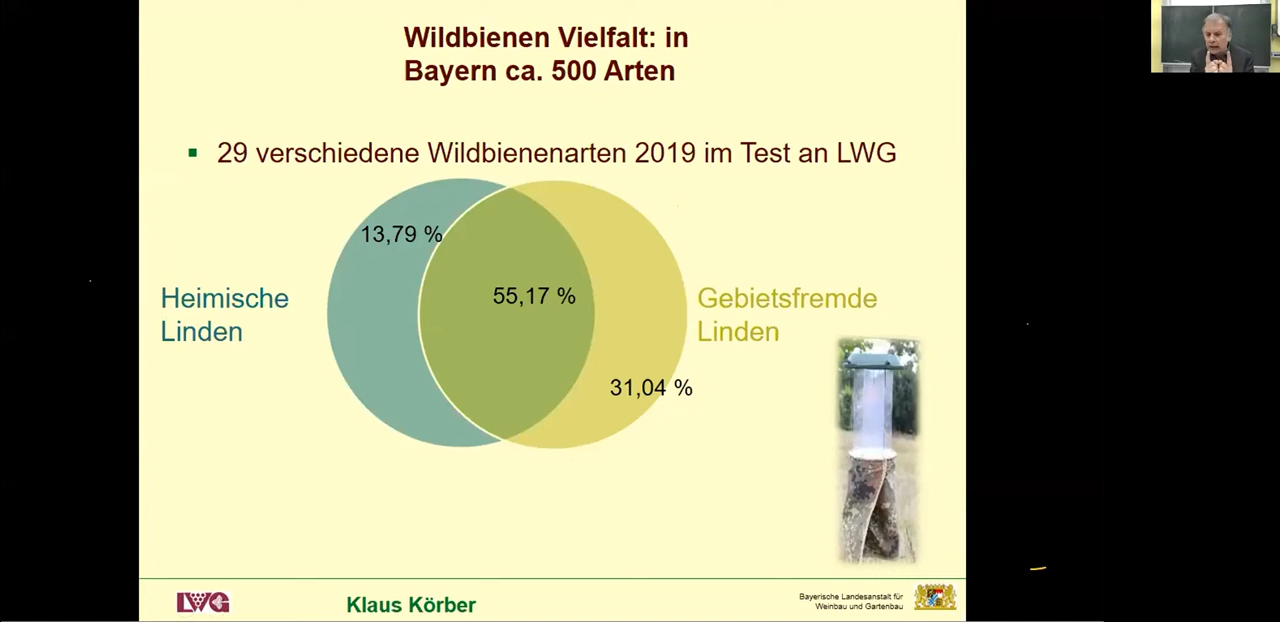 Wildbienen Vielfalt: in
Bayern ca. 500 Arten
29 verschiedene Wildbienenarten 2019 im Test an LWG
13,79 %
55,17 %
Heimische
Linden
Gebietsfremde
Linden
31,04 %
LWG
Klaus Körber
Bayerische Landesanstalt für
Weinbau und Gartenbau